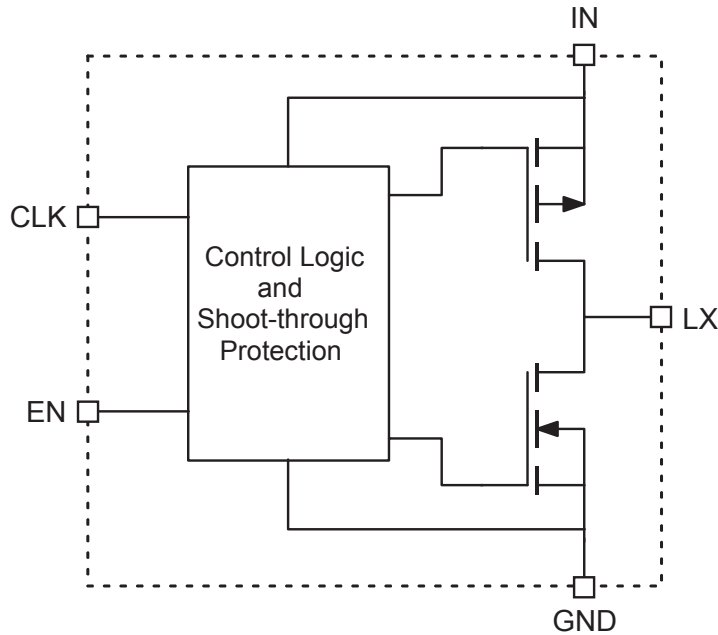 IN
CLK
Control Logic
and
Shoot-through
Protection
LX
EN
GND